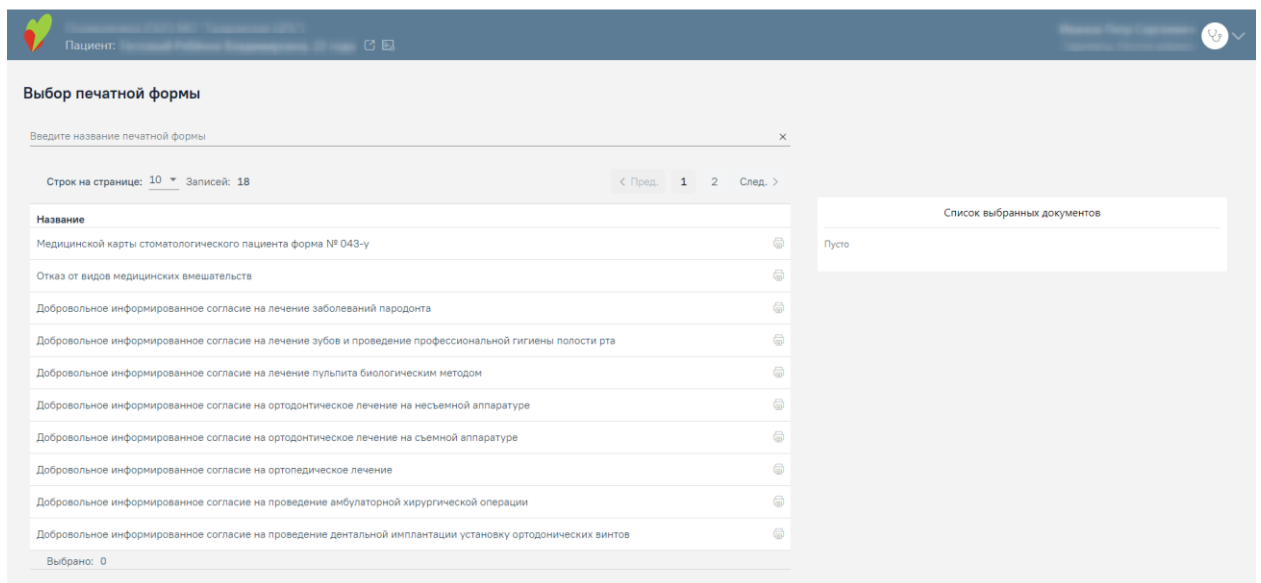 Пациент:
Выбор печатной формы
Введите название печатной формы
Строк на странице: 10 Записей: 18
< Пред. 1 2 След. >
Название
Медицинской карты стоматологического пациента форма № 043-у
Отказ от видов медицинских вмешательств
Добровольное информированное согласие на лечение заболеваний пародонта
Добровольное информированное согласие на лечение зубов и проведение профессиональной гигиены полости рта
Добровольное информированное согласие на лечение пульпита биологическим методом
Добровольное информированное согласие на ортодонтическое лечение на несъемной аппаратуре
Добровольное информированное согласие на ортодонтическое лечение на съемной аппаратуре
Добровольное информированное согласие на ортопедическое лечение
Добровольное информированное согласие на проведение амбулаторной хирургической операции
Добровольное информированное согласие на проведение дентальной имплантации установку ортодонических винтов
Выбрано: 0
Список выбранных документов
Пусто